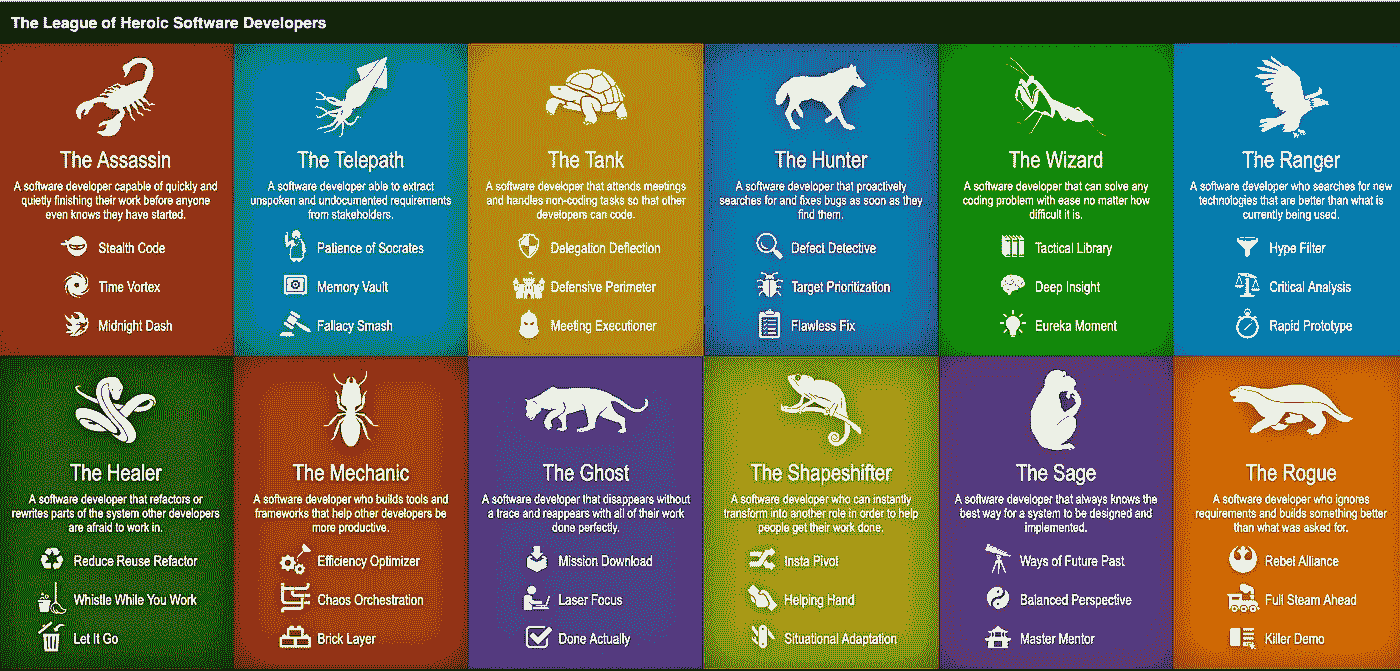 The League of Heroic Software Developers
The Assassin
A software developer capable of quickly and
quietly finishing their work before anyone
even knows they have started.
Stealth Code
Time Vortex
Midnight Dash
The Telepath
A software developer able to extract
unspoken and undocumented requirements
from stakeholders.
Patience of Socrates
Memory Vault
Fallacy Smash
The Tank
A software developer that attends meetings
and handles non-coding tasks so that other
developers can code.
Delegation Deflection
Defensive Perimeter
Meeting Executioner
The Hunter
A software developer that proactively
searches for and fixes bugs as soon as they
find them.
Defect Detective
Target Prioritization
Flawless Fix
The Wizard
A software developer that can solve any
coding problem with ease no matter how
difficult it is.
Tactical Library
Deep Insight
Eureka Moment
The Ranger
A software developer who searches for new
technologies that are better than what is
currently being used.
Hype Filter
Critical Analysis
Rapid Prototype
The Healer
A software developer that refactors or
rewrites parts of the system other developers
are afraid to work in.
Reduce Reuse Refactor
Whistle While You Work
Let It Go
The Mechanic
A software developer who builds tools and
frameworks that help other developers be
more productive.
Efficiency Optimizer
Chaos Orchestration
Brick Layer
The Ghost
A software developer that disappears without
a trace and reappears with all of their work
done perfectly.
Mission Download
Laser Focus
Done Actually
The Shapeshifter
A software developer who can instantly
transform into another role in order to help
people get their work done.
Insta Pivot
Helping Hand
Situational Adaptation
The Sage
A software developer that always knows the
best way for a system to be designed and
implemented.
Ways of Future Past
Balanced Perspective
Master Mentor
The Rogue
A software developer who ignores
requirements and builds something better
than what was asked for.
Rebel Alliance
Full Steam Ahead
Killer Demo